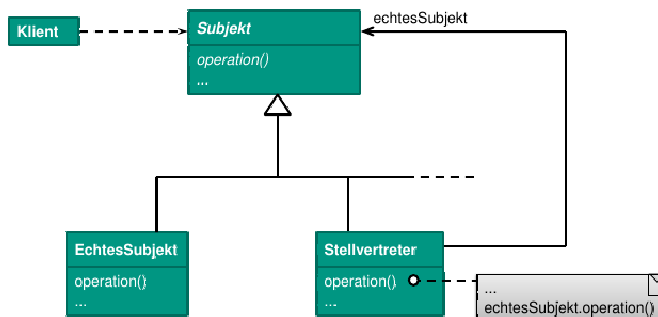 Klient
Subjekt
echtesSubjekt
operation()
...
EchtesSubjekt
operation()
...
Stellvertreter
operation()
...
...
echtesSubjekt.operation()